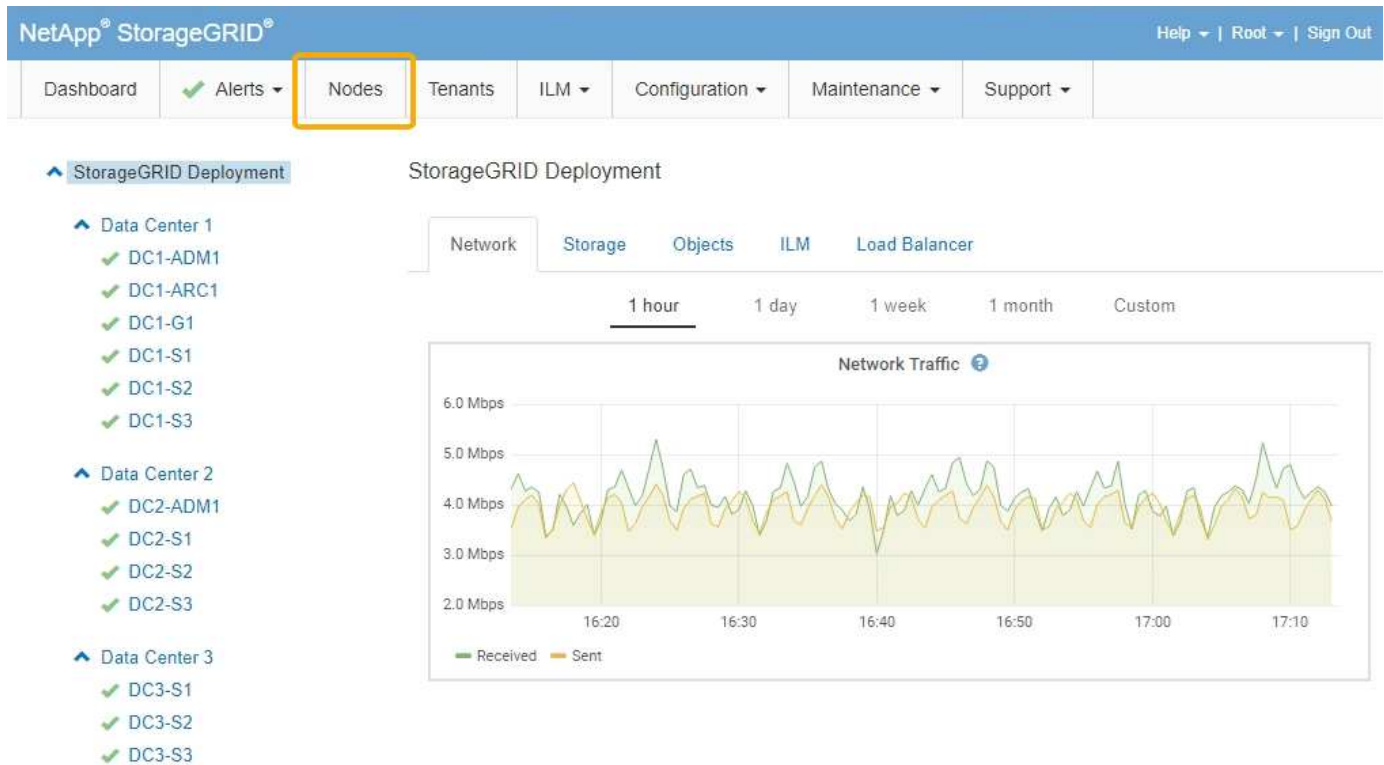 NetApp® StorageGRID®
Help | Root | Sign Out
Dashboard Alerts Nodes Tenants ILM Configuration Maintenance Support
StorageGRID Deployment
Data Center 1
DC1-ADM1
DC1-ARC1
DC1-G1
DC1-S1
DC1-S2
DC1-S3
Data Center 2
DC2-ADM1
DC2-S1
DC2-S2
DC2-S3
Data Center 3
DC3-S1
DC3-S2
DC3-S3
StorageGRID Deployment
Network Storage Objects ILM Load Balancer
1 hour 1 day 1 week 1 month Custom
Network Traffic ?
6.0 Mbps
5.0 Mbps
4.0 Mbps
3.0 Mbps
2.0 Mbps
16:20 16:30 16:40 16:50 17:00 17:10
Received Sent